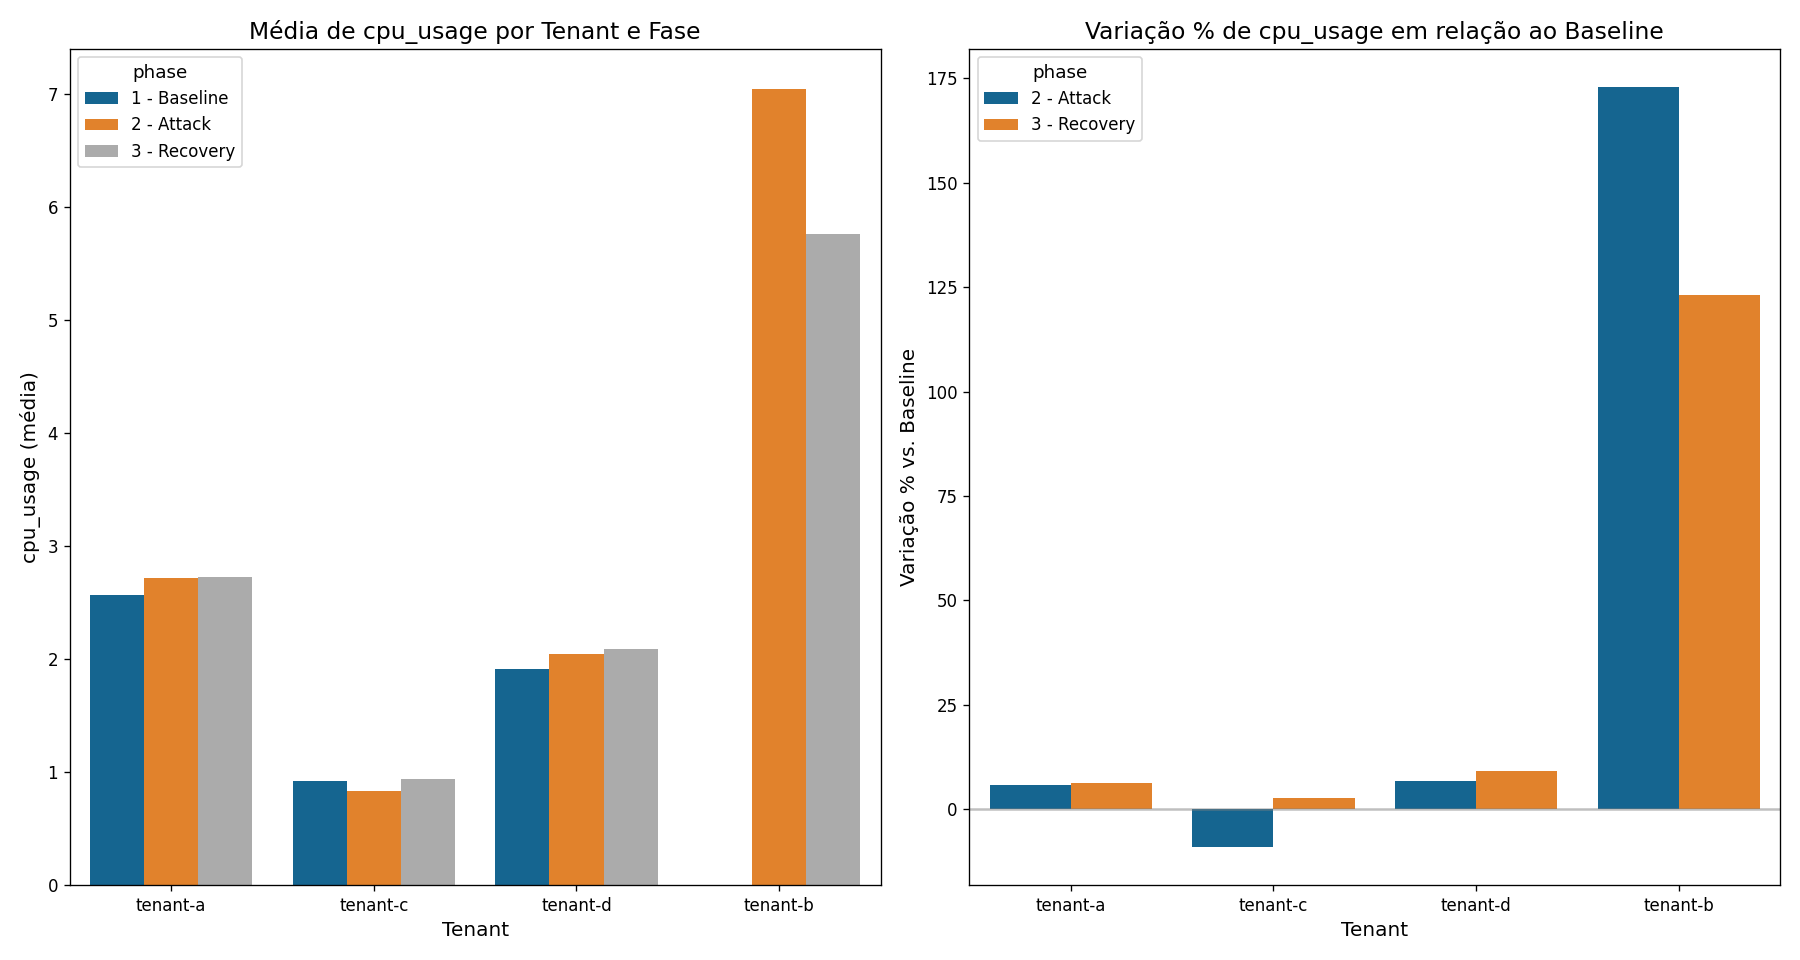 Média de cpu_usage por Tenant e Fase
phase
1 - Baseline
2 - Attack
3 - Recovery
cpu_usage (média)
7
6
5
4
3
2
1
0
tenant-a
tenant-c
tenant-d
tenant-b
Tenant
Variação % de cpu_usage em relação ao Baseline
phase
2 - Attack
3 - Recovery
Variação % vs. Baseline
175
150
125
100
75
50
25
0
tenant-a
tenant-c
tenant-d
tenant-b
Tenant